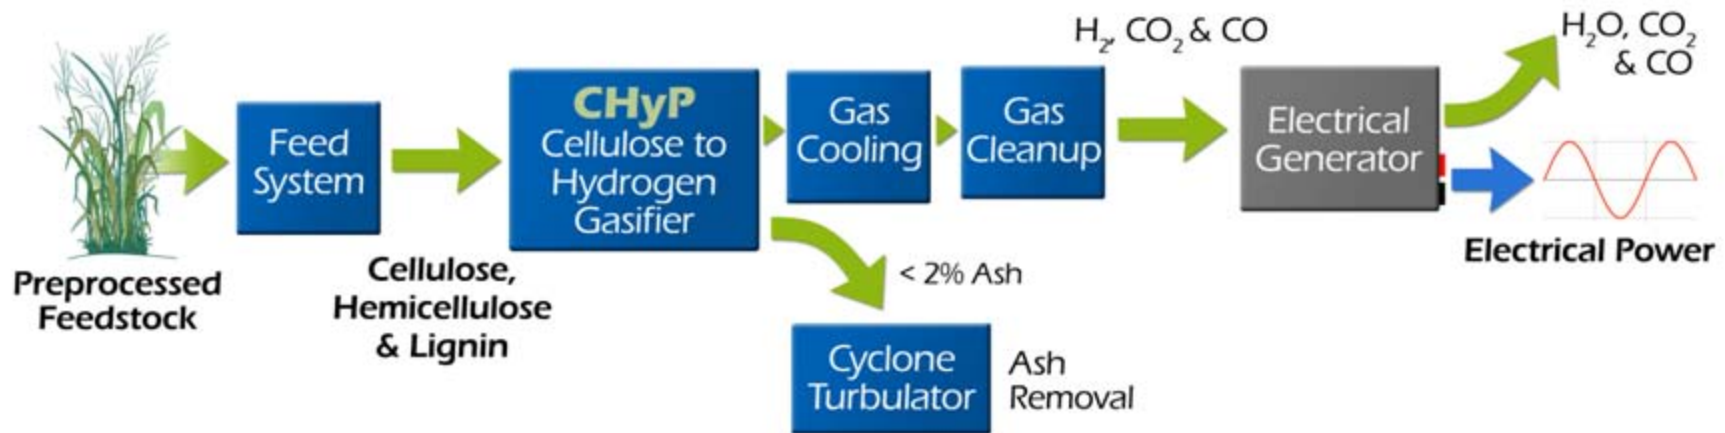 Preprocessed
Feedstock
Feed
System
Cellulose,
Hemicellulose
& Lignin
CHyP
Cellulose to
Hydrogen
Gasifier
< 2% Ash
Cyclone
Turbulator
Ash
Removal
Gas
Cooling
Gas
Cleanup
H₂, CO₂ & CO
Electrical
Generator
H₂O, CO₂
& CO
Electrical Power